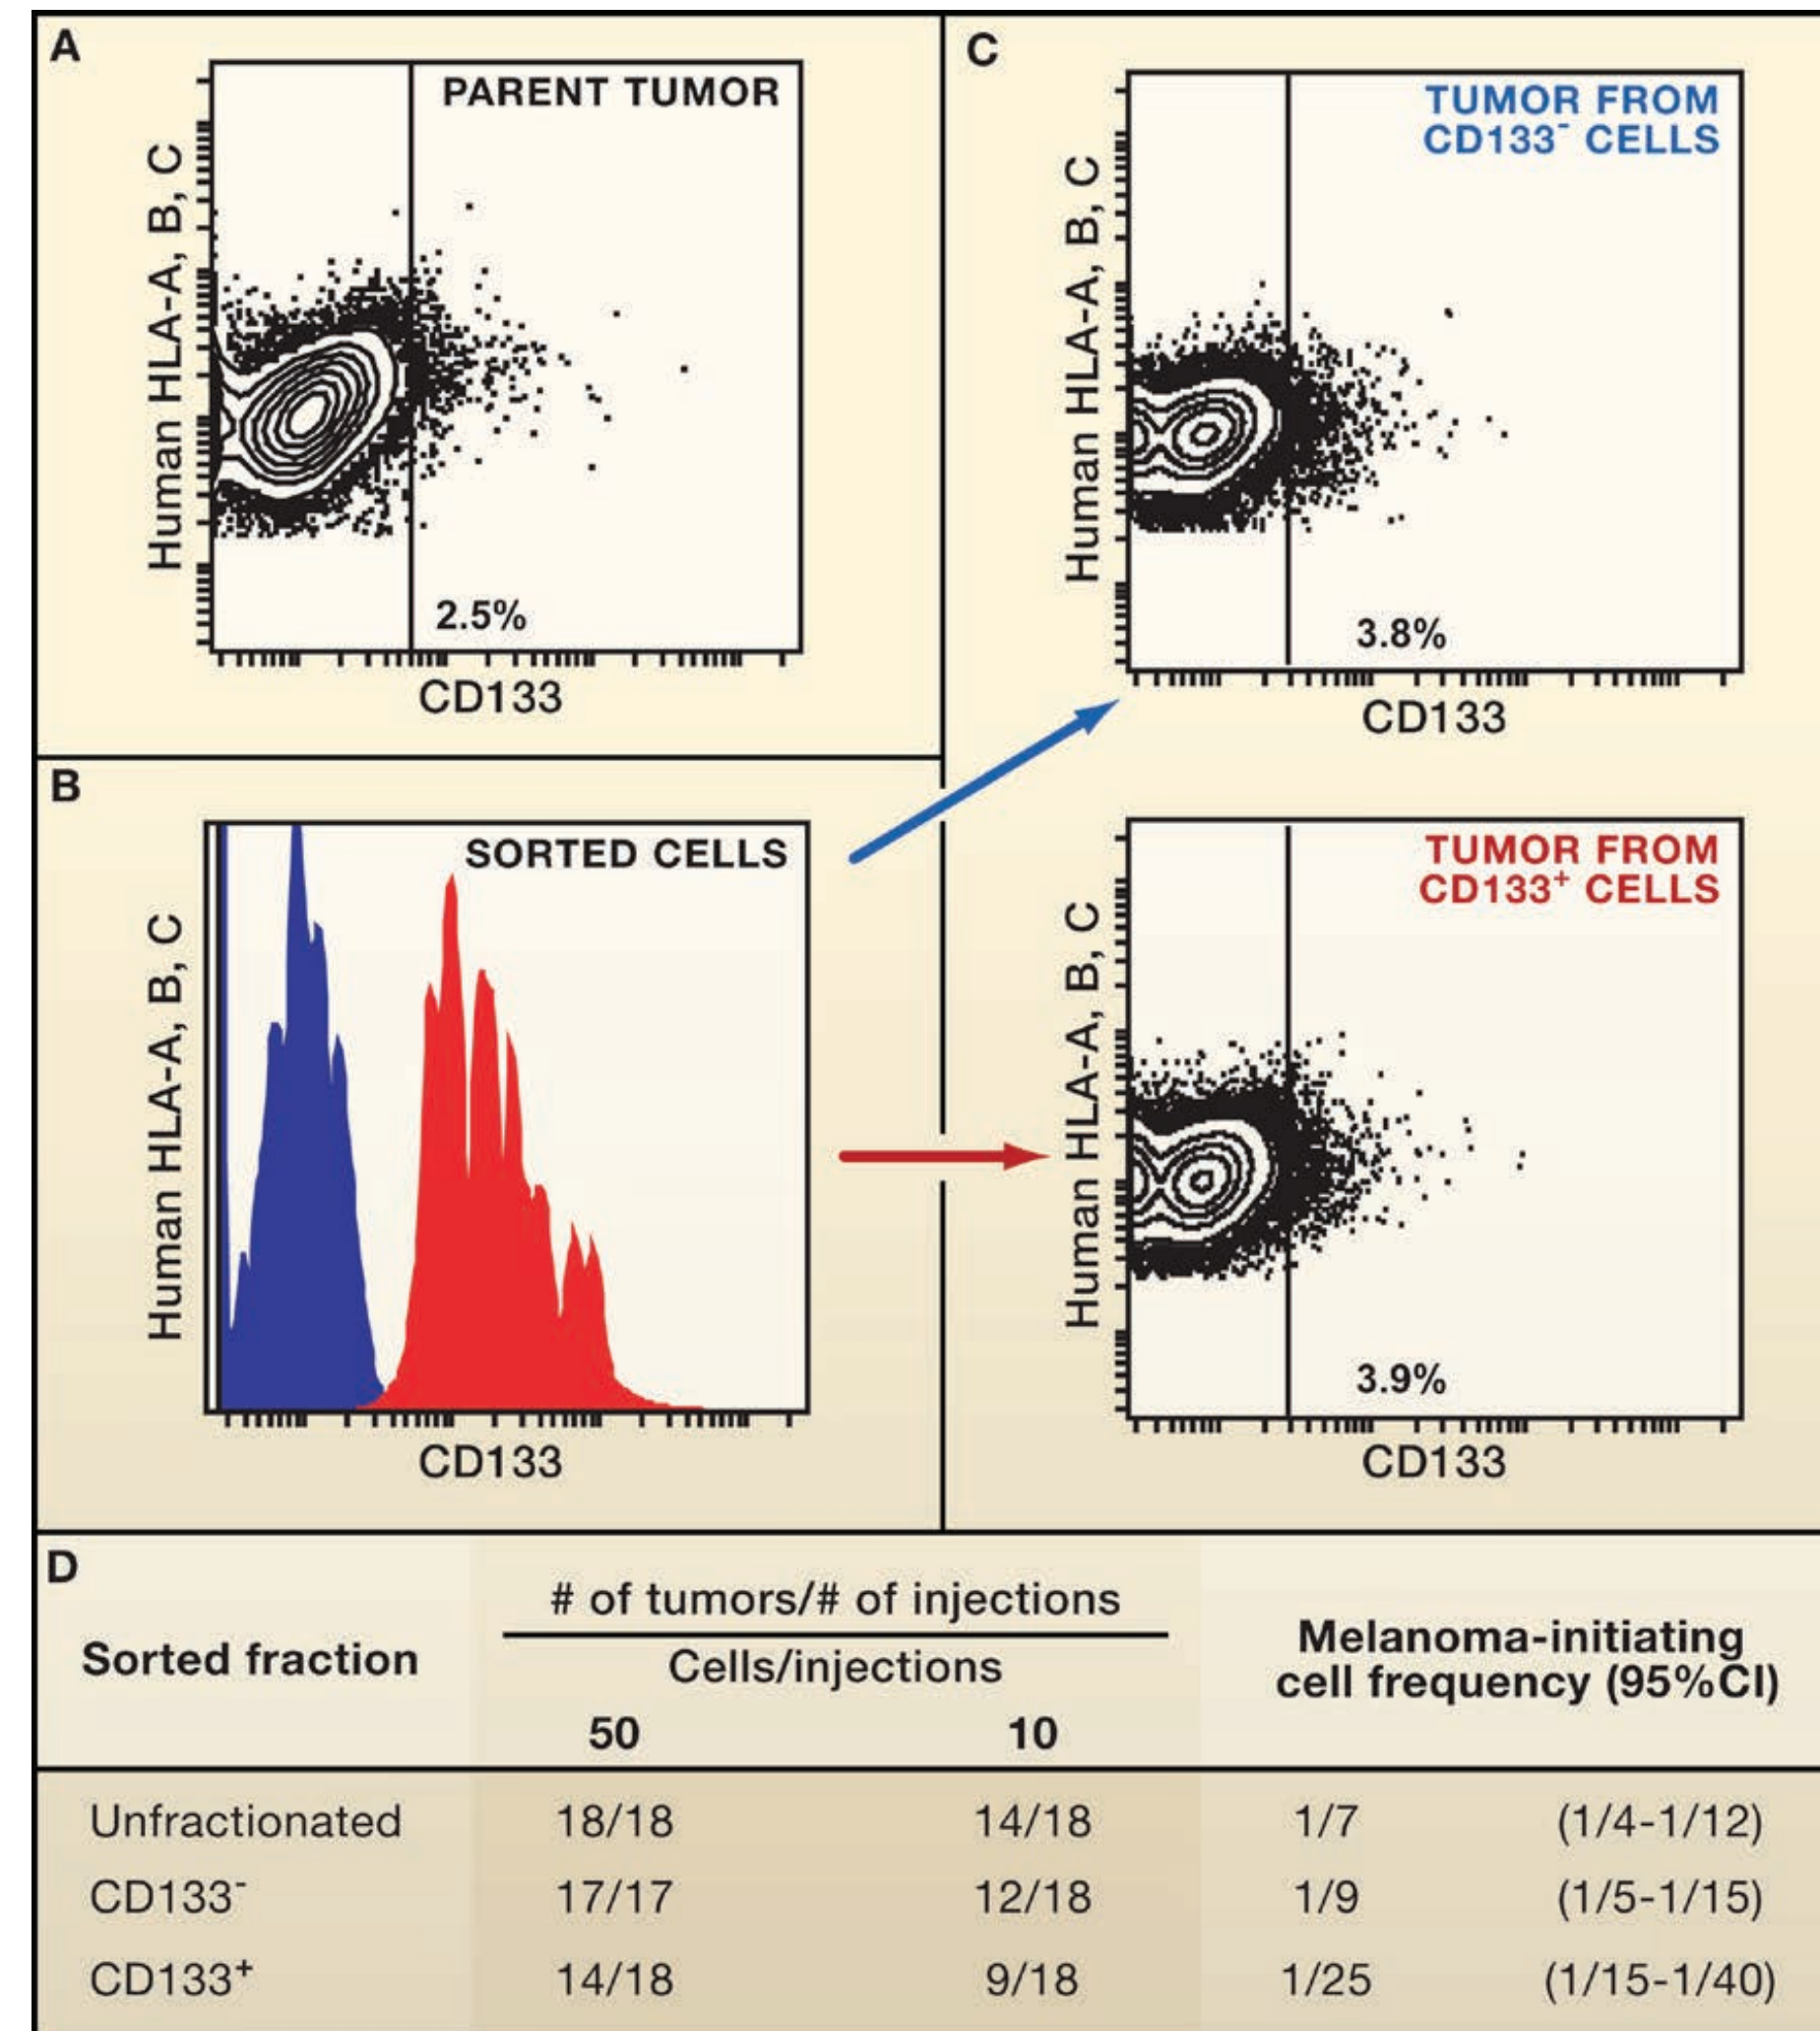 A
PARENT TUMOR
Human HLA-A, B, C
2.5%
CD133
B
SORTED CELLS
Human HLA-A, B, C
CD133
C
TUMOR FROM
CD133⁻ CELLS
Human HLA-A, B, C
3.8%
CD133
TUMOR FROM
CD133⁺ CELLS
Human HLA-A, B, C
3.9%
CD133
D
# of tumors/# of injections
Sorted fraction
Cells/injections
Melanoma-initiating
cell frequency (95%CI)
50 10
Unfractionated 18/18 14/18 1/7 (1/4-1/12)
CD133⁻ 17/17 12/18 1/9 (1/5-1/15)
CD133⁺ 14/18 9/18 1/25 (1/15-1/40)